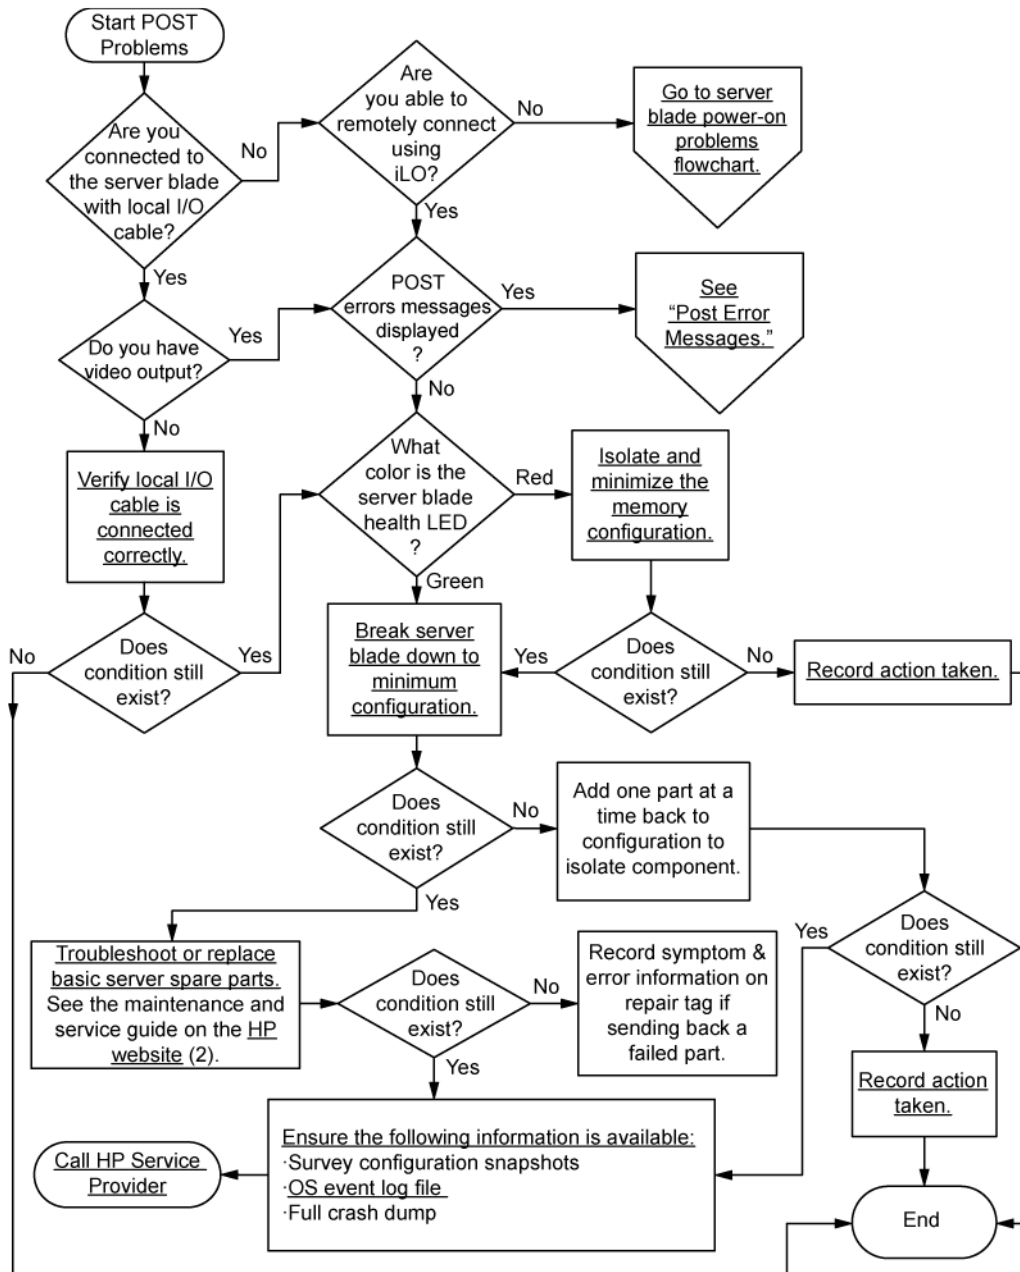 Start POST
Problems
Are you
connected to
the server blade
with local I/O
cable?
No
Yes
Are
you able to
remotely connect
using
iLO?
No
Yes
Go to server
blade power-on
problems
flowchart.
Do you have
video output?
Yes
No
POST
errors messages
displayed
?
Yes
No
See
“Post Error
Messages.”
Verify local I/O
cable is
connected
correctly.
What
color is the
server blade
health LED
?
Red
Green
Isolate and
minimize the
memory
configuration.
Does
condition still
exist?
No
Yes
Break server
blade down to
minimum
configuration.
Does
condition still
exist?
Yes
No
Record action taken.
Does
condition still
exist?
No
Yes
Add one part at a
time back to
configuration to
isolate component.
Does
condition still
exist?
Yes
No
Troubleshoot or replace
basic server spare parts.
See the maintenance and
service guide on the HP
website (2).
Does
condition still
exist?
No
Yes
Record symptom &
error information on
repair tag if
sending back a
failed part.
Record action
taken.
Ensure the following information is available:
·Survey configuration snapshots
·OS event log file
·Full crash dump
Call HP Service
Provider
End